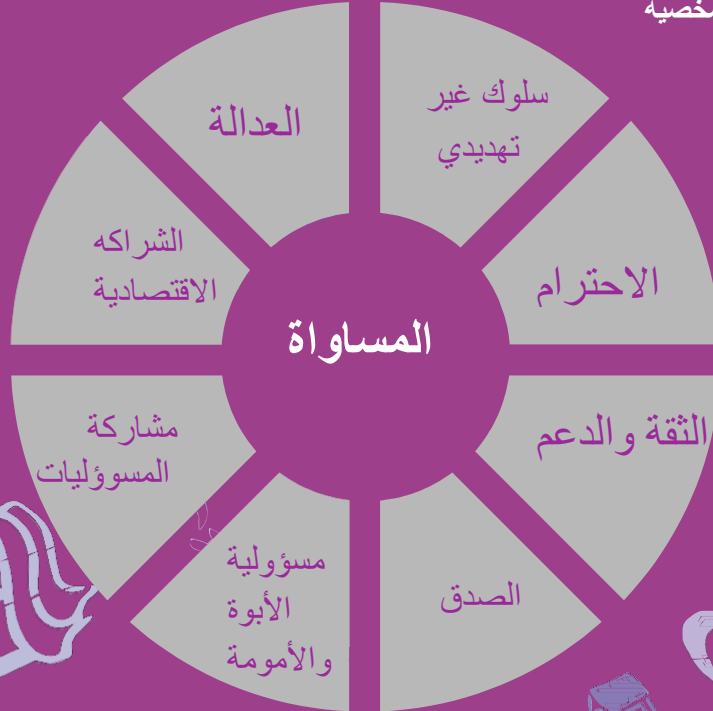 سلوك غير
تهديدي
الاحترام
الثقة والدعم
الصدق
مسؤولية
الأبوة
والأمومة
مشاركة
المسوؤليات
الشراكه
الاقتصادية
العدالة
المساواة